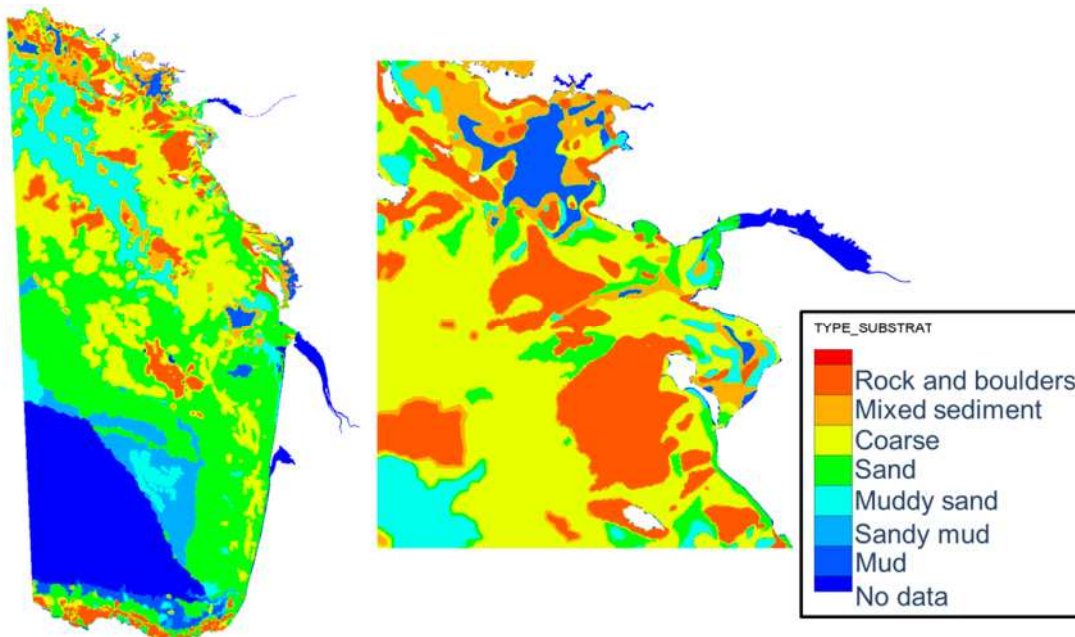 TYPE_SUBSTRAT
Rock and boulders
Mixed sediment
Coarse
Sand
Muddy sand
Sandy mud
Mud
No data